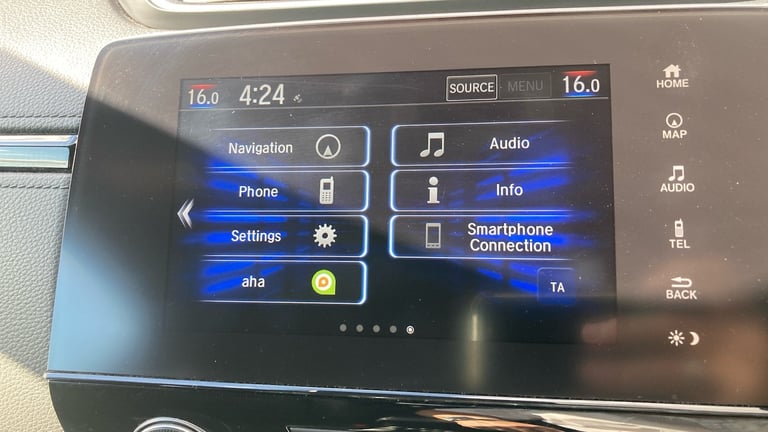 16.0
4:24
SOURCE
MENU
16.0
Navigation
Audio
Phone
Info
Settings
Smartphone
Connection
aha
TA
HOME
MAP
AUDIO
TEL
BACK